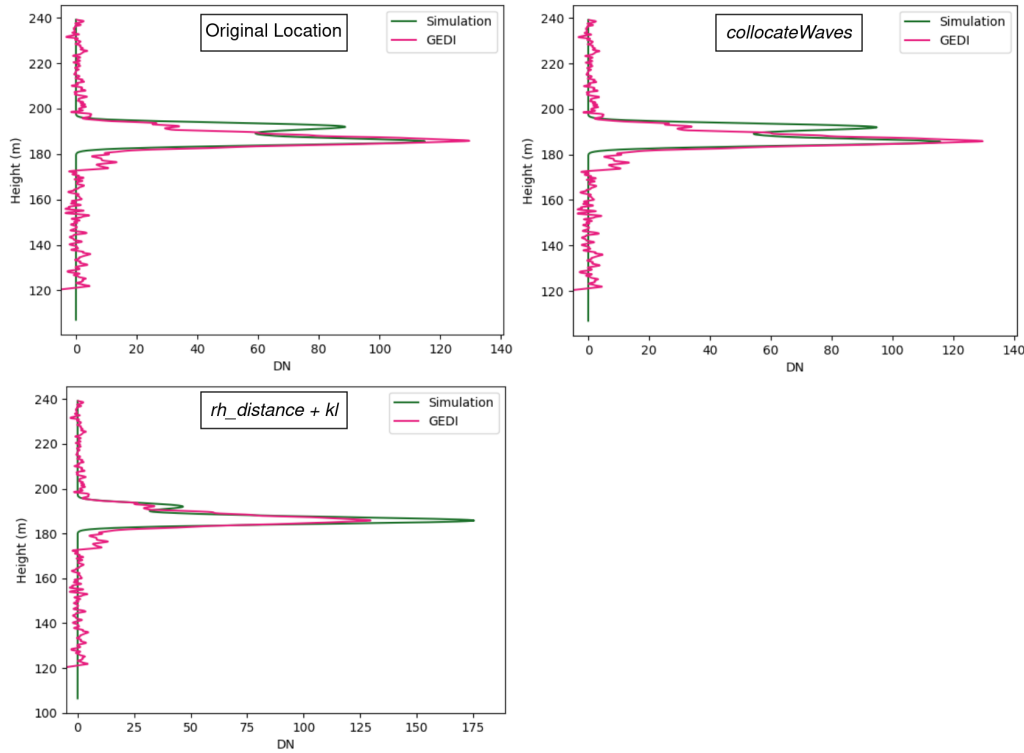 Original Location
Simulation
GEDI
240
220
200
180
160
140
120
Height (m)
0 20 40 60 80 100 120 140
DN
collocateWaves
Simulation
GEDI
240
220
200
180
160
140
120
Height (m)
0 20 40 60 80 100 120 140
DN
rh_distance + kl
Simulation
GEDI
240
220
200
180
160
140
120
100
Height (m)
0 25 50 75 100 125 150 175
DN